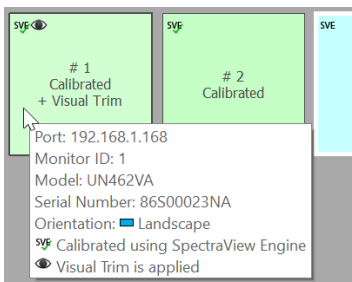 SVE
SVE
SVE
# 1
Calibrated
+ Visual Trim
# 2
Calibrated
Port: 192.168.1.168
Monitor ID: 1
Model: UN462VA
Serial Number: 86S00023NA
Orientation: Landscape
SVE Calibrated using SpectraView Engine
Visual Trim is applied